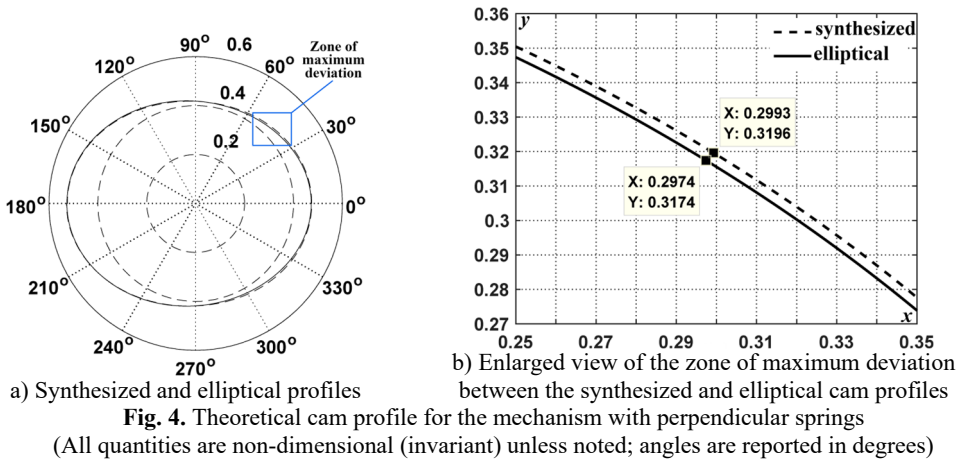 90° 0.6
Zone of
maximum
deviation
120°
60°
0.4
150°
30°
0.2
180°
0°
210°
330°
240°
300°
270°
a) Synthesized and elliptical profiles
0.36
y
synthesized
elliptical
0.35
0.34
0.33
X: 0.2993
Y: 0.3196
0.32
X: 0.2974
Y: 0.3174
0.31
0.3
0.29
0.28
x
0.27
0.25 0.27 0.29 0.31 0.33 0.35
b) Enlarged view of the zone of maximum deviation
between the synthesized and elliptical cam profiles
Fig. 4. Theoretical cam profile for the mechanism with perpendicular springs
(All quantities are non-dimensional (invariant) unless noted; angles are reported in degrees)